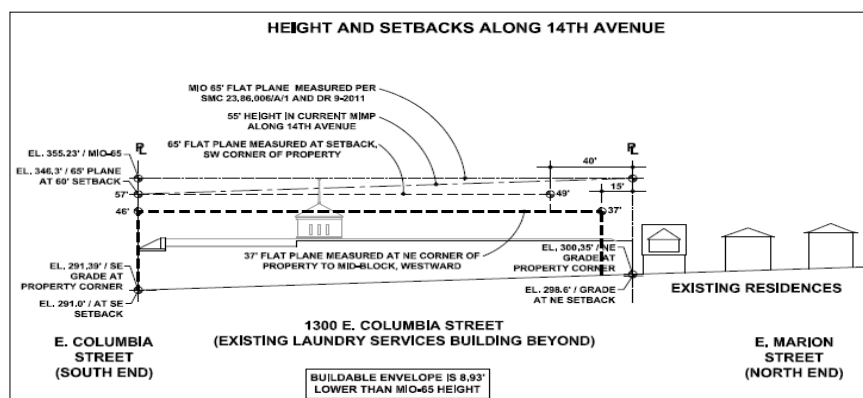 HEIGHT AND SETBACKS ALONG 14TH AVENUE
MIO 65' FLAT PLANE MEASURED PER
SMC 23.86.006/A/1 AND DR 9-2011
55' HEIGHT IN CURRENT MIMP
ALONG 14TH AVENUE
65' FLAT PLANE MEASURED AT SETBACK,
SW CORNER OF PROPERTY
PL
PL
EL. 355.23' / MIO-65
EL. 346.3' / 65' PLANE
AT 60' SETBACK
57'
46'
40'
15'
49'
37'
37' FLAT PLANE MEASURED AT NE CORNER OF
PROPERTY TO MID-BLOCK, WESTWARD
EL. 300.35' / NE
GRADE AT
PROPERTY CORNER
EL. 298.6' / GRADE
AT NE SETBACK
EL. 291.39' / SE
GRADE AT
PROPERTY CORNER
EL. 291.0' / AT SE
SETBACK
EXISTING RESIDENCES
E. COLUMBIA
STREET
(SOUTH END)
1300 E. COLUMBIA STREET
(EXISTING LAUNDRY SERVICES BUILDING BEYOND)
E. MARION
STREET
(NORTH END)
BUILDABLE ENVELOPE IS 8.93'
LOWER THAN MIO-65 HEIGHT